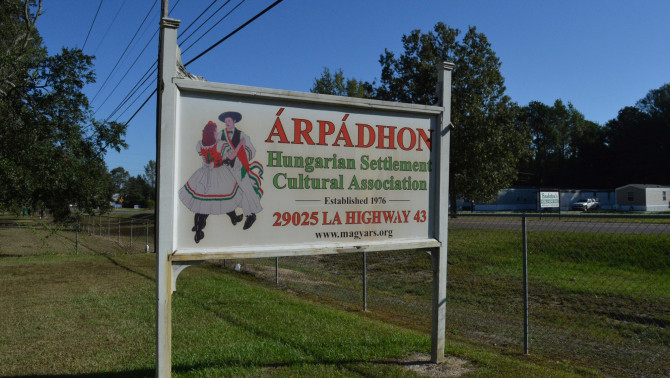 ÁRPÁDHON
Hungarian Settlement
Cultural Association
Established 1976
29025 LA HIGHWAY 43
www.magyars.org